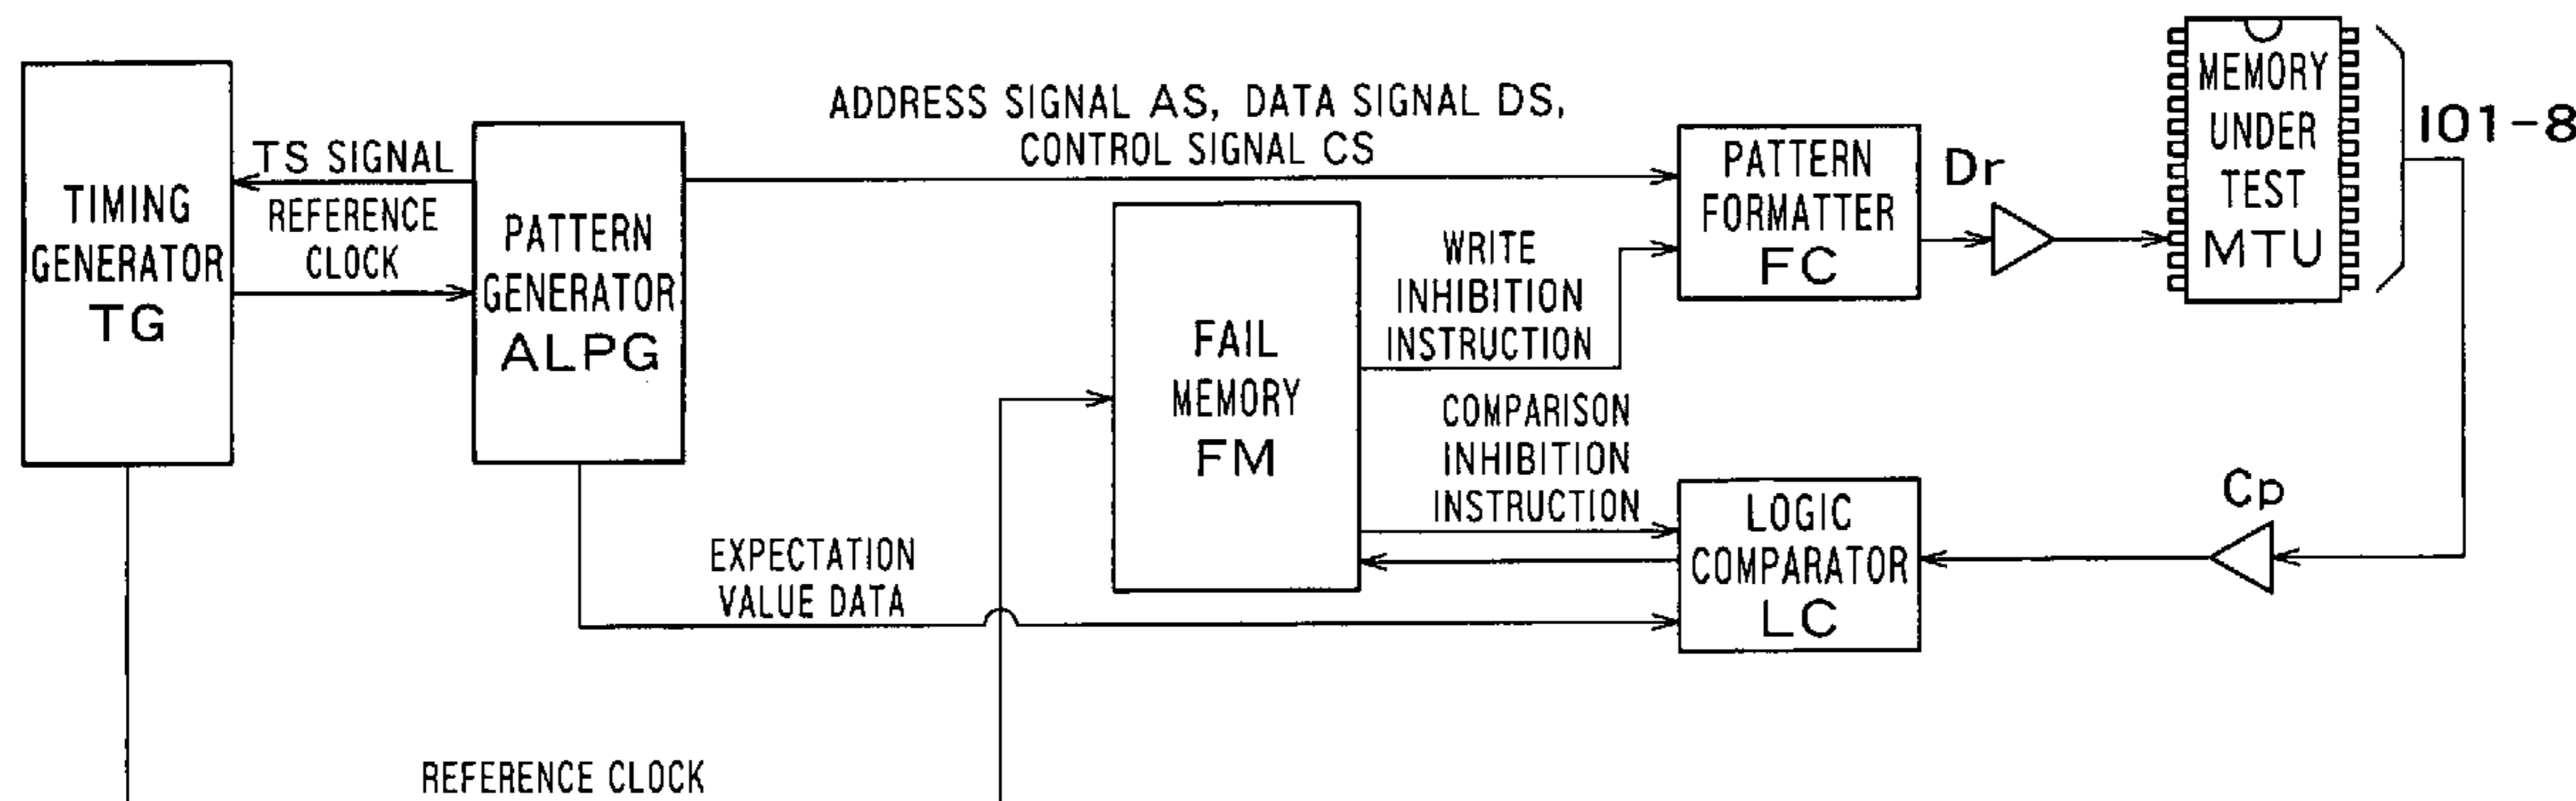 TIMING
GENERATOR
TG
TS SIGNAL
REFERENCE
CLOCK
PATTERN
GENERATOR
ALPG
ADDRESS SIGNAL AS, DATA SIGNAL DS,
CONTROL SIGNAL CS
FAIL
MEMORY
FM
WRITE
INHIBITION
INSTRUCTION
COMPARISON
INHIBITION
INSTRUCTION
PATTERN
FORMATTER
FC
Dr
MEMORY
UNDER
TEST
MTU
IO1-8
Cp
LOGIC
COMPARATOR
LC
EXPECTATION
VALUE DATA
REFERENCE CLOCK